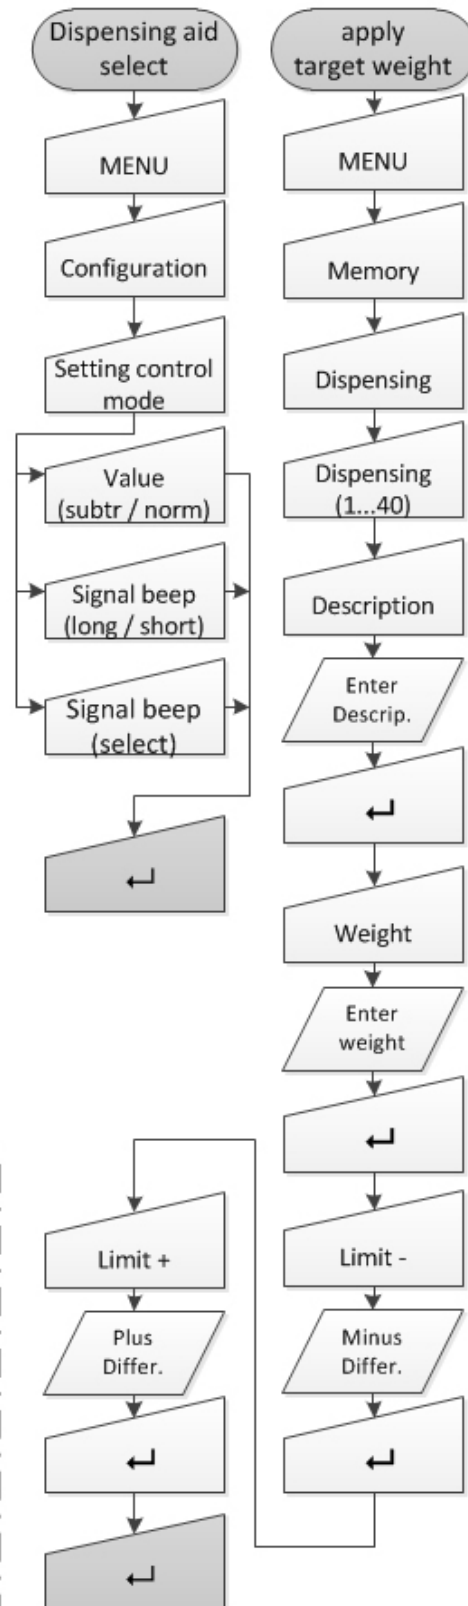 Dispensing aid
select
MENU
Configuration
Setting control
mode
Value
(subtr / norm)
Signal beep
(long / short)
Signal beep
(select)
↵
apply
target weight
MENU
Memory
Dispensing
Dispensing
(1...40)
Description
Enter
Descrip.
↵
Weight
Enter
weight
↵
Limit -
Minus
Differ.
↵
Limit +
Plus
Differ.
↵
↵